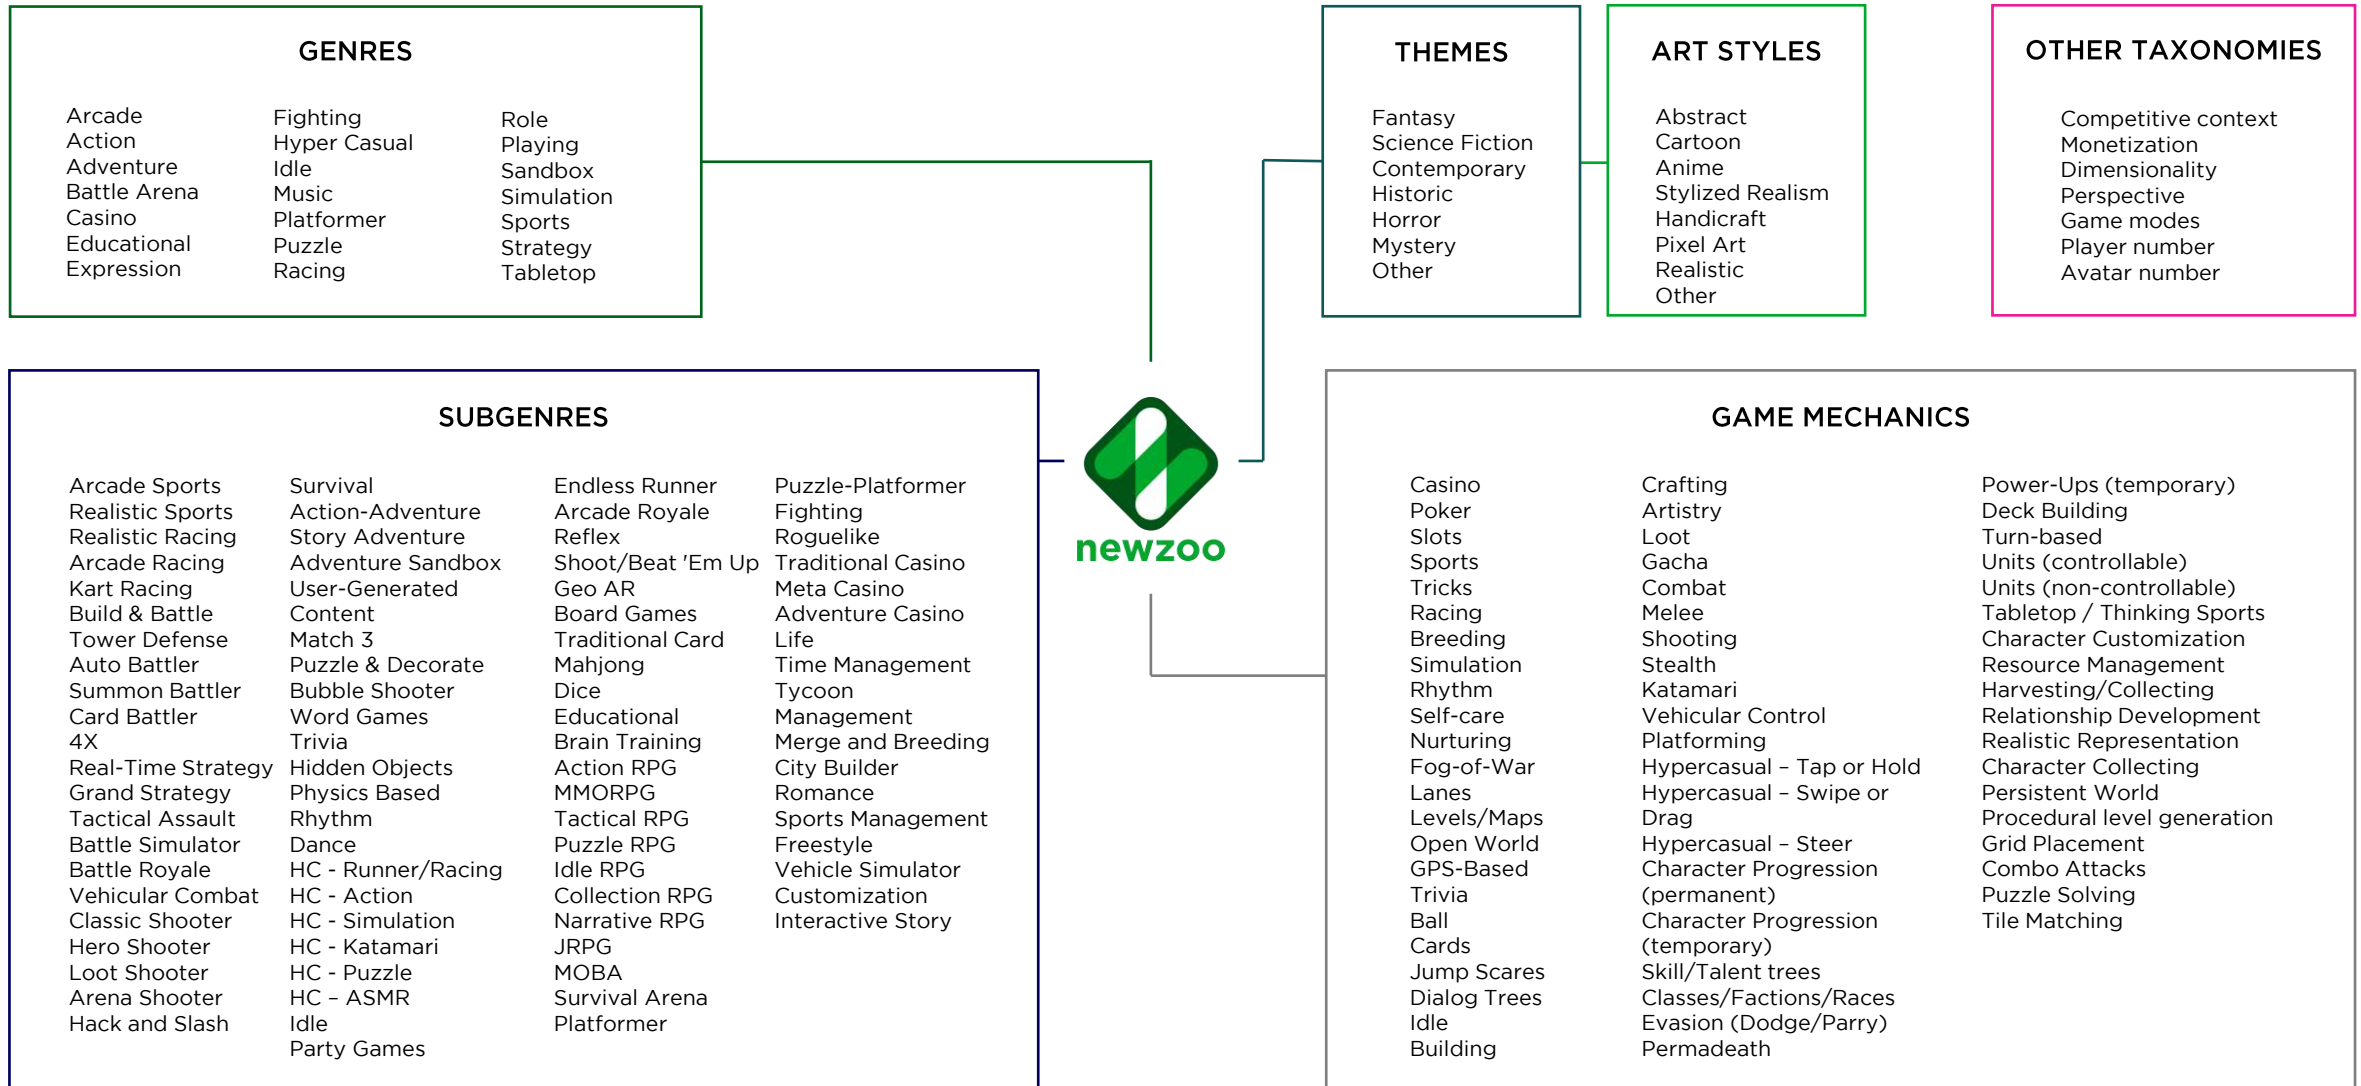 GENRES
Arcade
Action
Adventure
Battle Arena
Casino
Educational
Expression
Fighting
Hyper Casual
Idle
Music
Platformer
Puzzle
Racing
Role
Playing
Sandbox
Simulation
Sports
Strategy
Tabletop
THEMES
Fantasy
Science Fiction
Contemporary
Historic
Horror
Mystery
Other
ART STYLES
Abstract
Cartoon
Anime
Stylized Realism
Handicraft
Pixel Art
Realistic
Other
OTHER TAXONOMIES
Competitive context
Monetization
Dimensionality
Perspective
Game modes
Player number
Avatar number
SUBGENRES
Arcade Sports
Realistic Sports
Realistic Racing
Arcade Racing
Kart Racing
Build & Battle
Tower Defense
Auto Battler
Summon Battler
Card Battler
4X
Real-Time Strategy
Grand Strategy
Tactical Assault
Battle Simulator
Battle Royale
Vehicular Combat
Classic Shooter
Hero Shooter
Loot Shooter
Arena Shooter
Hack and Slash
Survival
Action-Adventure
Story Adventure
Adventure Sandbox
User-Generated
Content
Match 3
Puzzle & Decorate
Bubble Shooter
Word Games
Trivia
Hidden Objects
Physics Based
Rhythm
Dance
HC - Runner/Racing
HC - Action
HC - Simulation
HC - Katamari
HC - Puzzle
HC – ASMR
Idle
Party Games
Endless Runner
Arcade Royale
Reflex
Shoot/Beat 'Em Up
Geo AR
Board Games
Traditional Card
Mahjong
Dice
Educational
Brain Training
Action RPG
MMORPG
Tactical RPG
Puzzle RPG
Idle RPG
Collection RPG
Narrative RPG
JRPG
MOBA
Survival Arena
Platformer
Puzzle-Platformer
Fighting
Roguelike
Traditional Casino
Meta Casino
Adventure Casino
Life
Time Management
Tycoon
Management
Merge and Breeding
City Builder
Romance
Sports Management
Freestyle
Vehicle Simulator
Customization
Interactive Story
newzoo
GAME MECHANICS
Casino
Poker
Slots
Sports
Tricks
Racing
Breeding
Simulation
Rhythm
Self-care
Nurturing
Fog-of-War
Lanes
Levels/Maps
Open World
GPS-Based
Trivia
Ball
Cards
Jump Scares
Dialog Trees
Idle
Building
Crafting
Artistry
Loot
Gacha
Combat
Melee
Shooting
Stealth
Katamari
Vehicular Control
Platforming
Hypercasual – Tap or Hold
Hypercasual – Swipe or
Drag
Hypercasual – Steer
Character Progression
(permanent)
Character Progression
(temporary)
Skill/Talent trees
Classes/Factions/Races
Evasion (Dodge/Parry)
Permadeath
Power-Ups (temporary)
Deck Building
Turn-based
Units (controllable)
Units (non-controllable)
Tabletop / Thinking Sports
Character Customization
Resource Management
Harvesting/Collecting
Relationship Development
Realistic Representation
Character Collecting
Persistent World
Procedural level generation
Grid Placement
Combo Attacks
Puzzle Solving
Tile Matching